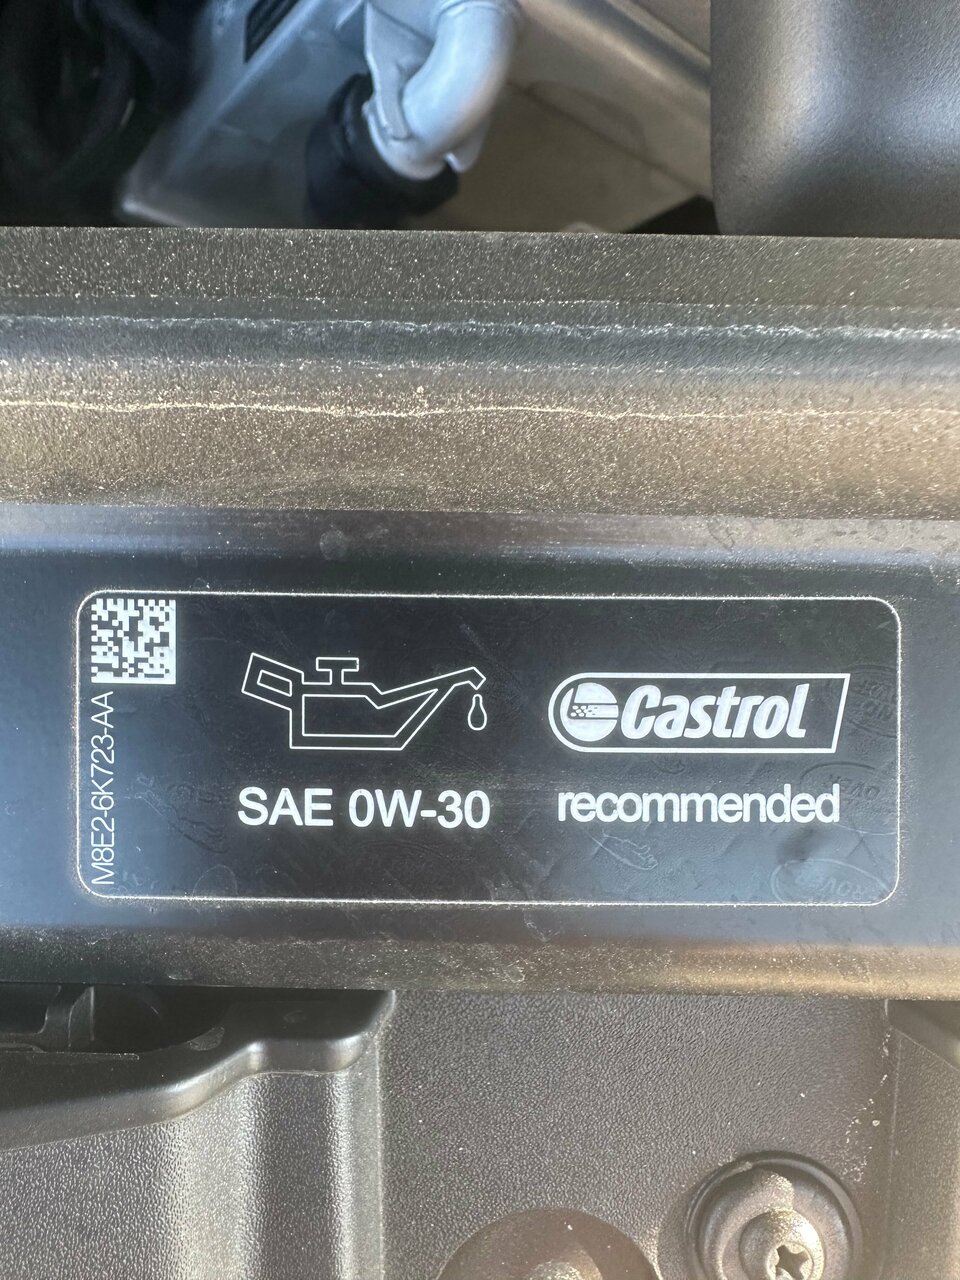 M8E2-6K723-AA
SAE 0W-30
Castrol
recommended